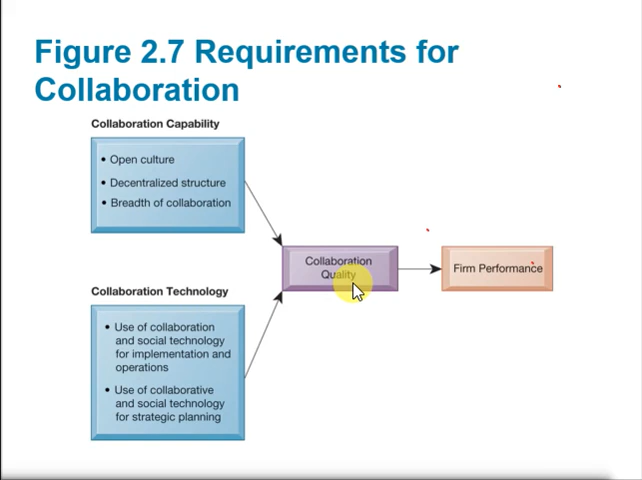 Figure 2.7 Requirements for
Collaboration
Collaboration Capability
• Open culture
• Decentralized structure
• Breadth of collaboration
Collaboration
Quality
Firm Performance
Collaboration Technology
• Use of collaboration
and social technology
for implementation and
operations
• Use of collaborative
and social technology
for strategic planning